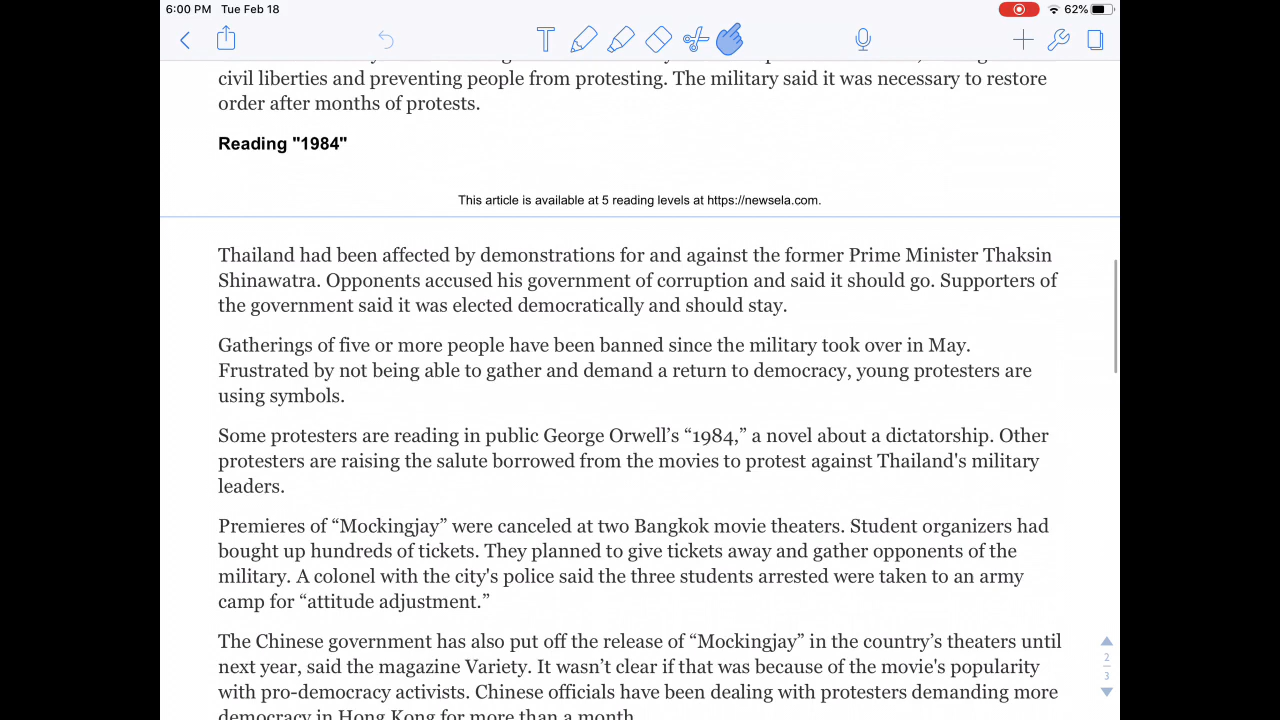 6:00 PM Tue Feb 18
62%
T
civil liberties and preventing people from protesting. The military said it was necessary to restore
order after months of protests.
Reading "1984"
This article is available at 5 reading levels at https://newsela.com.
Thailand had been affected by demonstrations for and against the former Prime Minister Thaksin
Shinawatra. Opponents accused his government of corruption and said it should go. Supporters of
the government said it was elected democratically and should stay.
Gatherings of five or more people have been banned since the military took over in May.
Frustrated by not being able to gather and demand a return to democracy, young protesters are
using symbols.
Some protesters are reading in public George Orwell’s “1984,” a novel about a dictatorship. Other
protesters are raising the salute borrowed from the movies to protest against Thailand's military
leaders.
Premieres of “Mockingjay” were canceled at two Bangkok movie theaters. Student organizers had
bought up hundreds of tickets. They planned to give tickets away and gather opponents of the
military. A colonel with the city's police said the three students arrested were taken to an army
camp for “attitude adjustment.”
The Chinese government has also put off the release of “Mockingjay” in the country’s theaters until
next year, said the magazine Variety. It wasn’t clear if that was because of the movie's popularity
with pro-democracy activists. Chinese officials have been dealing with protesters demanding more
democracy in Hong Kong for more than a month.
2
3